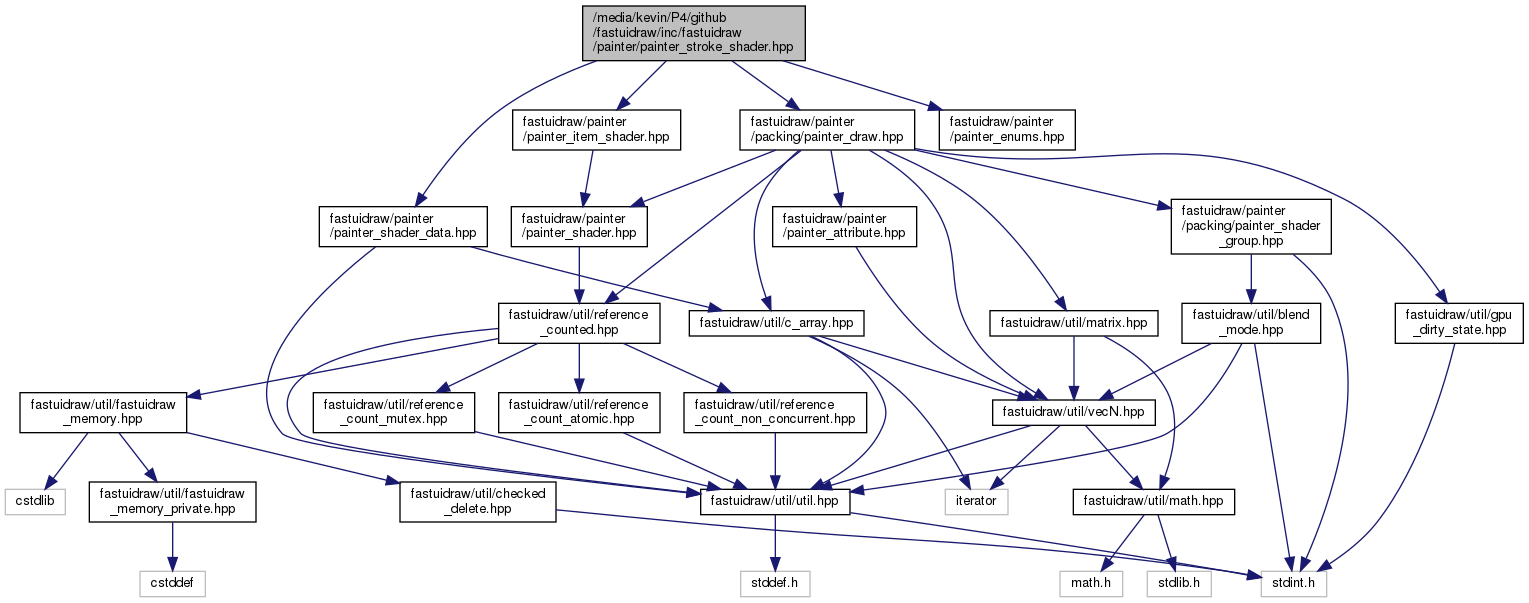 /media/kevin/P4/github
/fastuidraw/inc/fastuidraw
/painter/painter_stroke_shader.hpp
fastuidraw/painter
/painter_item_shader.hpp
fastuidraw/painter
/packing/painter_draw.hpp
fastuidraw/painter
/painter_enums.hpp
fastuidraw/painter
/painter_shader_data.hpp
fastuidraw/painter
/painter_shader.hpp
fastuidraw/painter
/painter_attribute.hpp
fastuidraw/painter
/packing/painter_shader
_group.hpp
fastuidraw/util/reference
_counted.hpp
fastuidraw/util/c_array.hpp
fastuidraw/util/matrix.hpp
fastuidraw/util/blend
_mode.hpp
fastuidraw/util/gpu
_dirty_state.hpp
fastuidraw/util/fastuidraw
_memory.hpp
fastuidraw/util/reference
_count_mutex.hpp
fastuidraw/util/reference
_count_atomic.hpp
fastuidraw/util/reference
_count_non_concurrent.hpp
fastuidraw/util/vecN.hpp
cstdlib
fastuidraw/util/fastuidraw
_memory_private.hpp
fastuidraw/util/checked
_delete.hpp
fastuidraw/util/util.hpp
iterator
fastuidraw/util/math.hpp
cstddef
stddef.h
math.h
stdlib.h
stdint.h